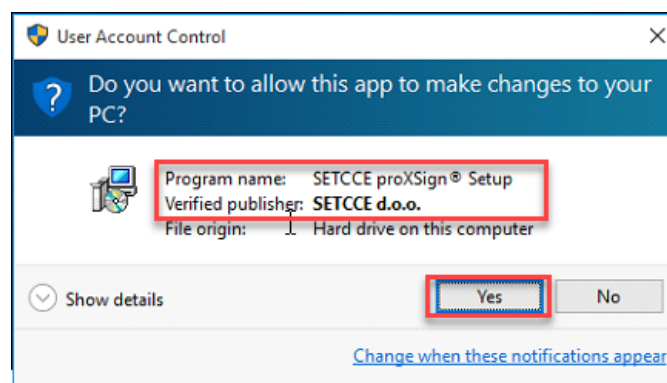 User Account Control
Do you want to allow this app to make changes to your
PC?
Program name: SETCCE proXSign® Setup
Verified publisher: SETCCE d.o.o.
File origin: Hard drive on this computer
Show details
Yes No
Change when these notifications appear